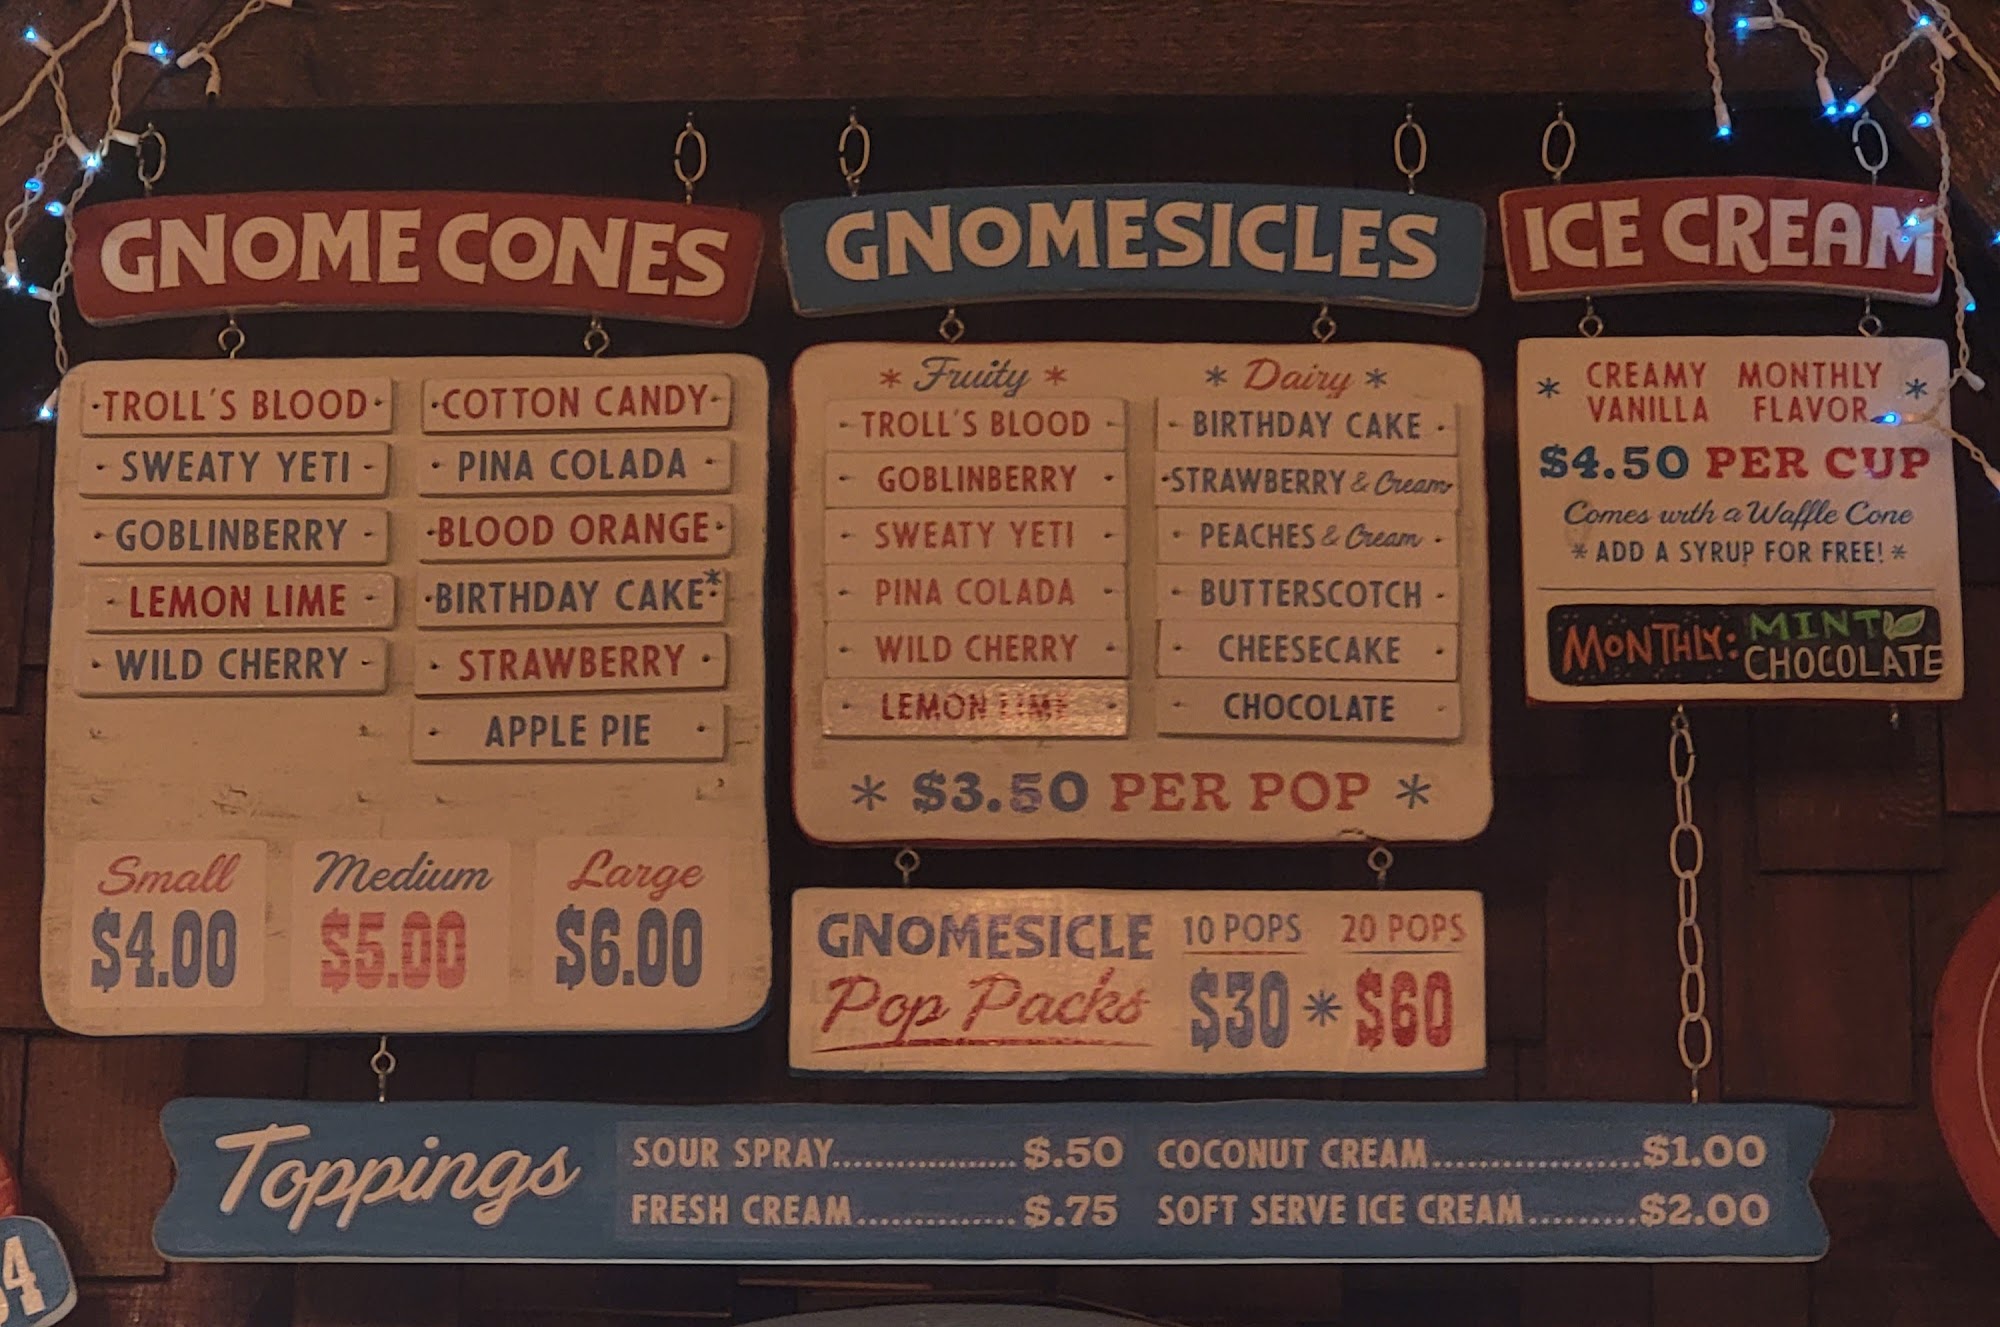 GNOME CONES
TROLL'S BLOOD
SWEATY YETI
GOBLINBERRY
LEMON LIME
WILD CHERRY
COTTON CANDY
PINA COLADA
BLOOD ORANGE
BIRTHDAY CAKE*
STRAWBERRY
APPLE PIE
Small Medium Large
$4.00 $5.00 $6.00
GNOMESICLES
* Fruity *
TROLL'S BLOOD
GOBLINBERRY
SWEATY YETI
PINA COLADA
WILD CHERRY
LEMON LIME
* Dairy *
BIRTHDAY CAKE
STRAWBERRY & Cream
PEACHES & Cream
BUTTERSCOTCH
CHEESECAKE
CHOCOLATE
* $3.50 PER POP *
GNOMESICLE
Pop Packs
10 POPS 20 POPS
$30 * $60
ICE CREAM
* CREAMY VANILLA MONTHLY FLAVOR *
$4.50 PER CUP
Comes with a Waffle Cone
* ADD A SYRUP FOR FREE! *
MONTHLY: MINT
CHOCOLATE
Toppings
SOUR SPRAY.................. $.50
FRESH CREAM............... $.75
COCONUT CREAM....................$1.00
SOFT SERVE ICE CREAM..........$2.00
4